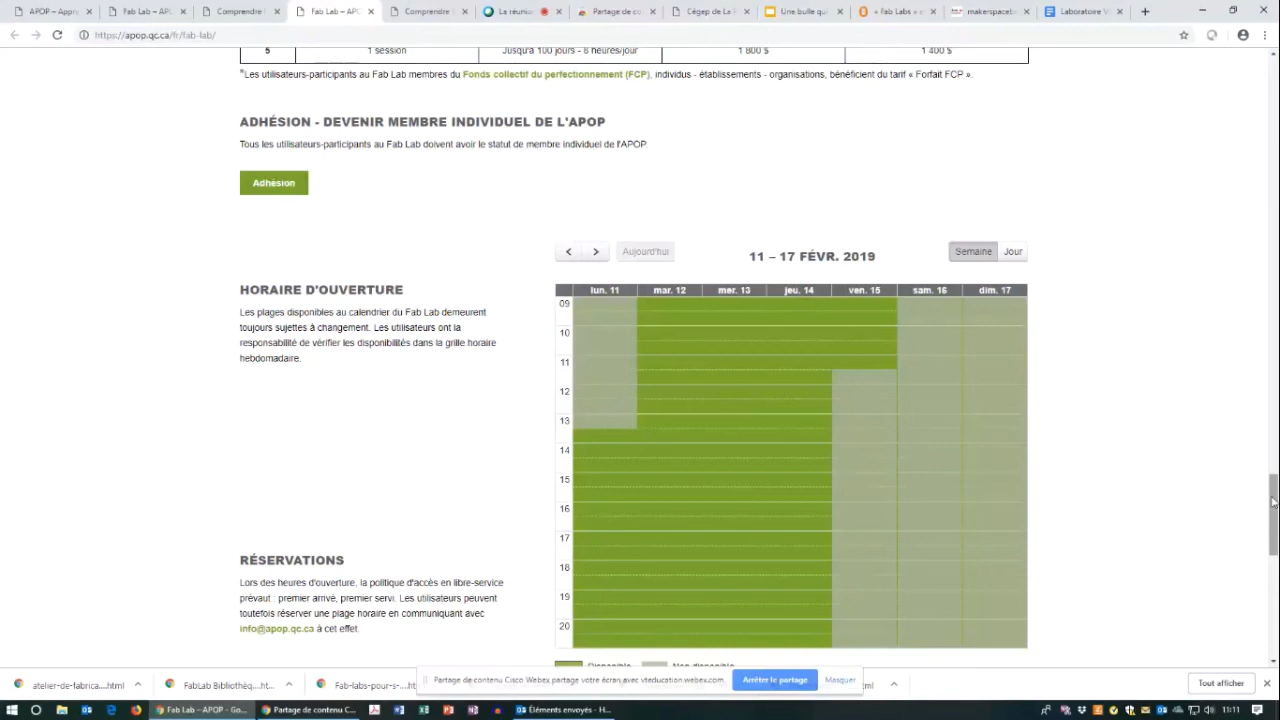 APOP – Appre
Fab Lab – AP
Comprendre l
Fab Lab – APC
Comprendre
La réunio
Partage de co
Cégep de La P
Une bulle qui
« Fab Labs » e
makerspaceb
Laboratoire V
https://apop.qc.ca/fr/fab-lab/
5 1 session Jusqu'à 100 jours - 6 heures/jour 1 800 $ 1 400 $
*Les utilisateurs-participants au Fab Lab membres du Fonds collectif du perfectionnement (FCP), individus - établissements - organisations, bénéficient du tarif « Forfait FCP ».
ADHÉSION - DEVENIR MEMBRE INDIVIDUEL DE L'APOP
Tous les utilisateurs-participants au Fab Lab doivent avoir le statut de membre individuel de l'APOP.
Adhésion
Aujourd'hui 11 – 17 FÉVR. 2019 Semaine Jour
HORAIRE D'OUVERTURE
Les plages disponibles au calendrier du Fab Lab demeurent
toujours sujettes à changement. Les utilisateurs ont la
responsabilité de vérifier les disponibilités dans la grille horaire
hebdomadaire.
lun. 11 mar. 12 mer. 13 jeu. 14 ven. 15 sam. 16 dim. 17
09
10
11
12
13
14
15
16
17
18
19
20
RÉSERVATIONS
Lors des heures d'ouverture, la politique d'accès en libre-service
prévaut : premier arrivé, premier servi. Les utilisateurs peuvent
toutefois réserver une plage horaire en communiquant avec
info@apop.qc.ca à cet effet.
Disponible Non disponible
Partage de contenu Cisco Webex partage votre écran avec vteducation.webex.com. Arrêter le partage Masquer
FabLab Bibliothèq....ht...
Fab-labs-pour-s-....ht
Tout afficher
Fab Lab – APOP - Go...
Partage de contenu C...
Éléments envoyés - H...
11:11